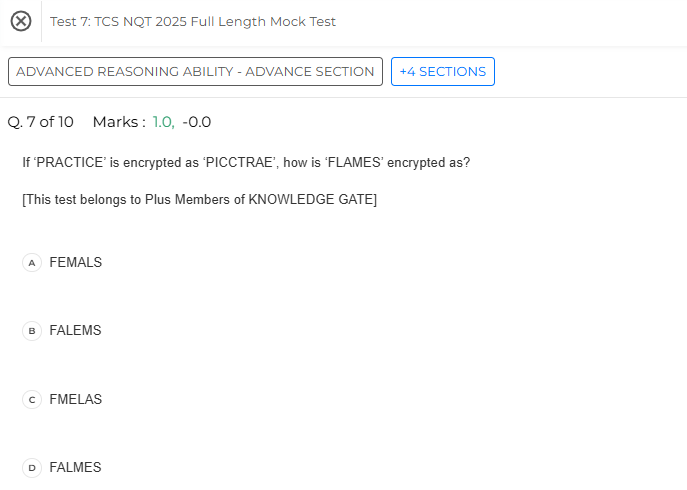 Test 7: TCS NQT 2025 Full Length Mock Test
ADVANCED REASONING ABILITY - ADVANCE SECTION +4 SECTIONS
Q. 7 of 10 Marks : 1.0, -0.0
If ‘PRACTICE’ is encrypted as ‘PICCTRAE’, how is ‘FLAMES’ encrypted as?
[This test belongs to Plus Members of KNOWLEDGE GATE]
A FEMALS
B FALEMS
C FMELAS
D FALMES